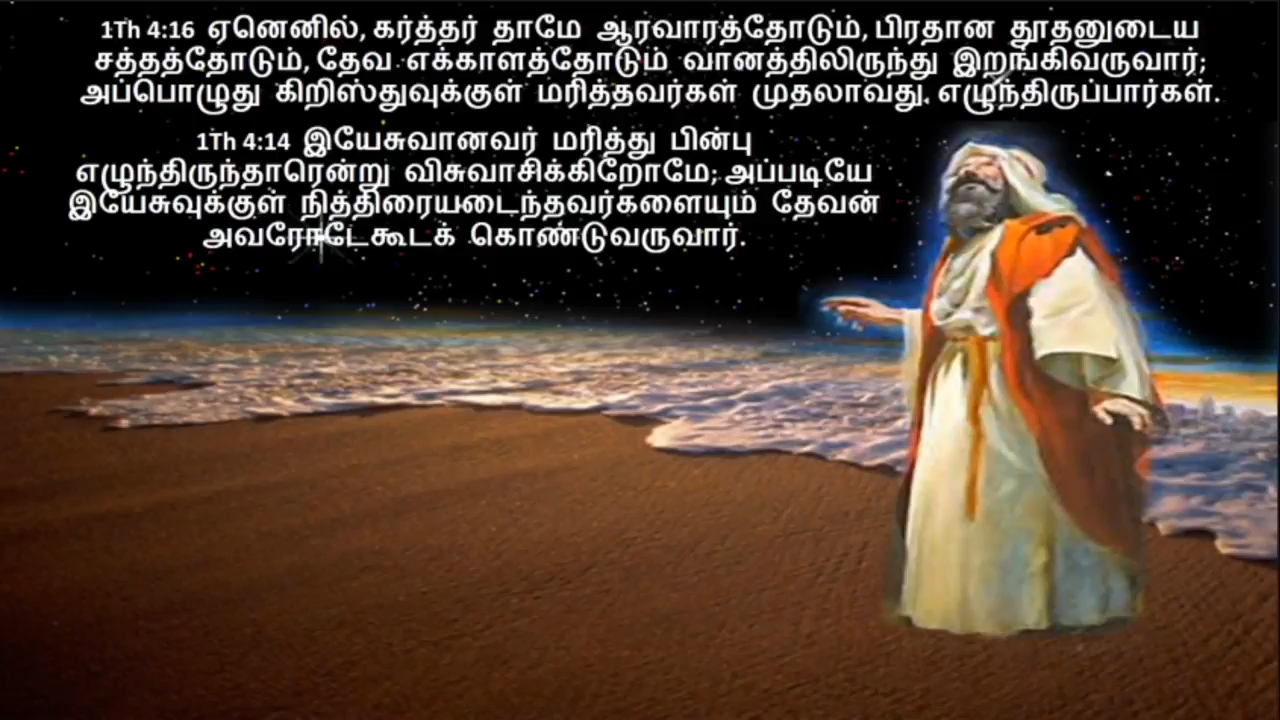 1Th 4:16 ஏனெனில், கர்த்தர் தாமே ஆரவாரத்தோடும், பிரதான தூதனுடைய
சத்தத்தோடும், தேவ எக்காளத்தோடும் வானத்திலிருந்து இறங்கிவருவார்;
அப்பொழுது கிறிஸ்துவுக்குள் மரித்தவர்கள் முதலாவது எழுந்திருப்பார்கள்.
1Th 4:14 இயேசுவானவர் மரித்து பின்பு
எழுந்திருந்தாரென்று விசுவாசிக்கிறோமே; அப்படியே
இயேசுவுக்குள் நித்திரையடைந்தவர்களையும் தேவன்
அவரோடேகூடக் கொண்டுவருவார்.